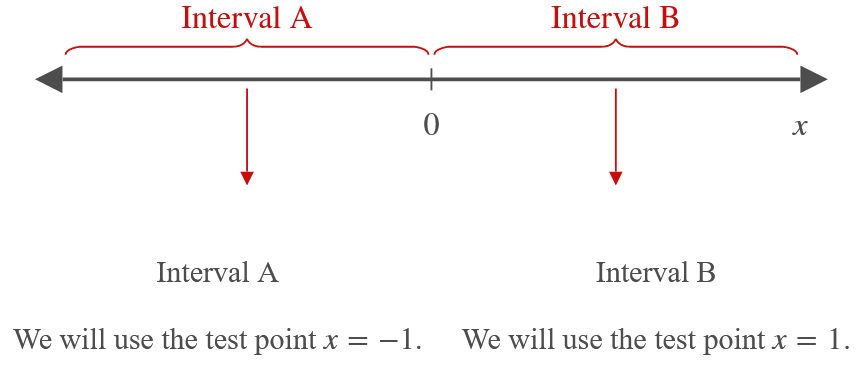 Interval A Interval B
0 x
Interval A Interval B
We will use the test point x = −1. We will use the test point x = 1.